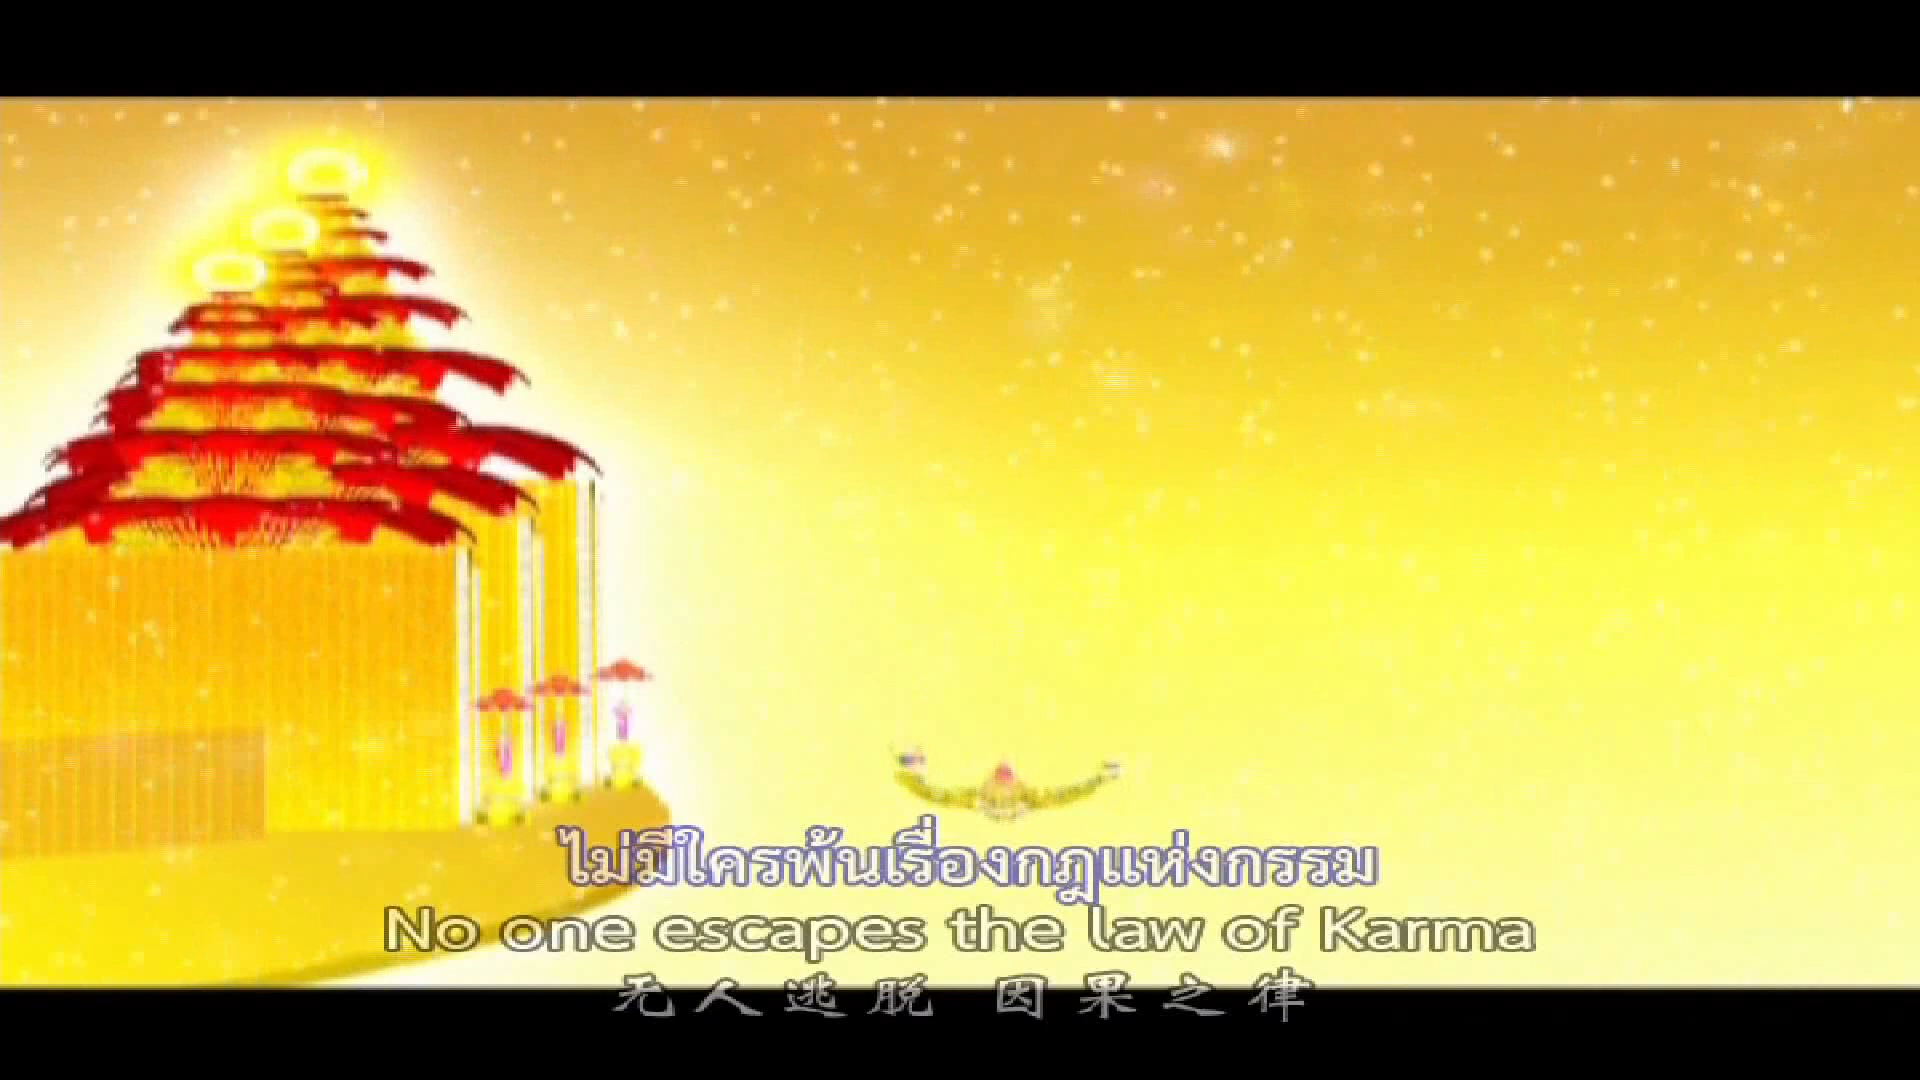 ไม่มีใครพ้นเรื่องกฎแห่งกรรม
No one escapes the law of Karma
无人逃脱 因果之律